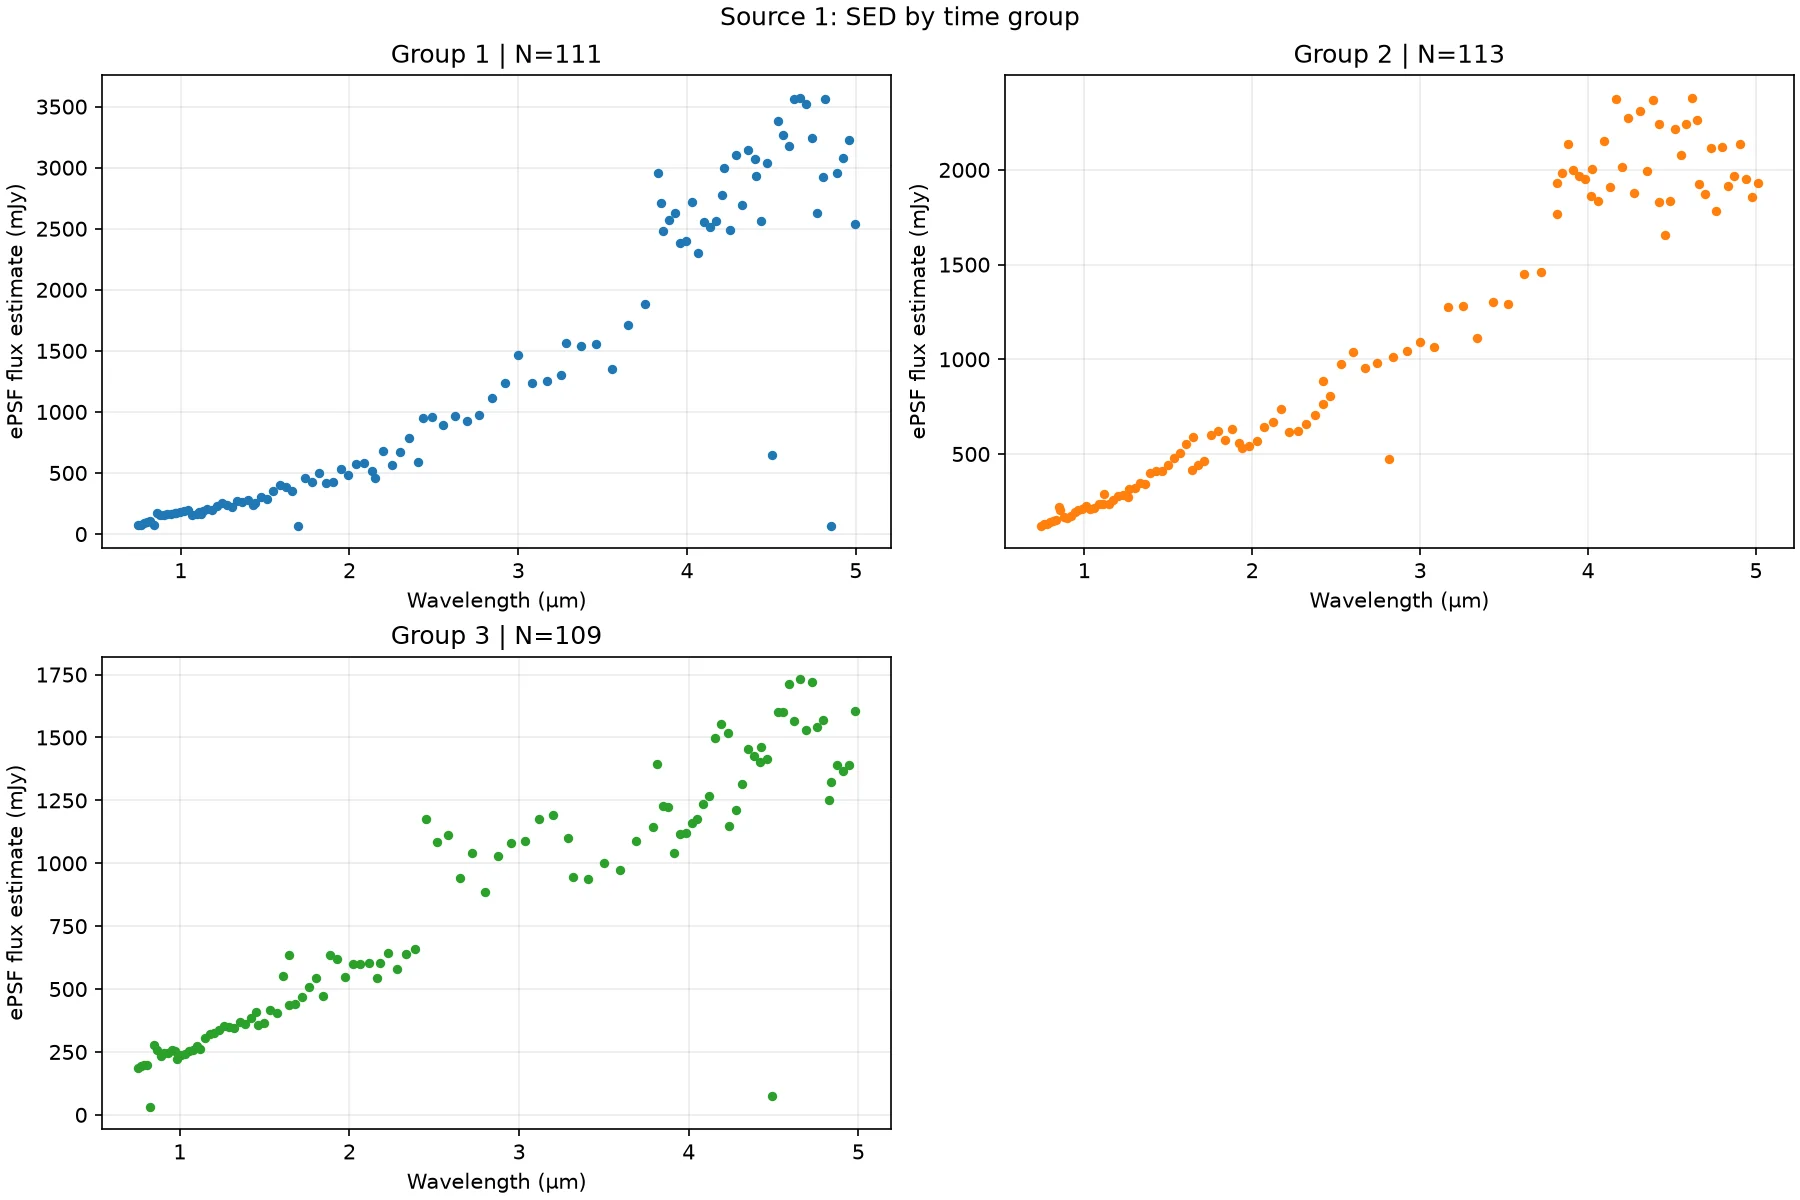 Source 1: SED by time group
Group 1 | N=111
ePSF flux estimate (mJy)
3500
3000
2500
2000
1500
1000
500
0
1 2 3 4 5
Wavelength (µm)
Group 2 | N=113
ePSF flux estimate (mJy)
2000
1500
1000
500
1 2 3 4 5
Wavelength (µm)
Group 3 | N=109
ePSF flux estimate (mJy)
1750
1500
1250
1000
750
500
250
0
1 2 3 4 5
Wavelength (µm)